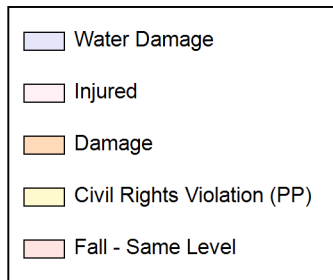 Water Damage
Injured
Damage
Civil Rights Violation (PP)
Fall - Same Level